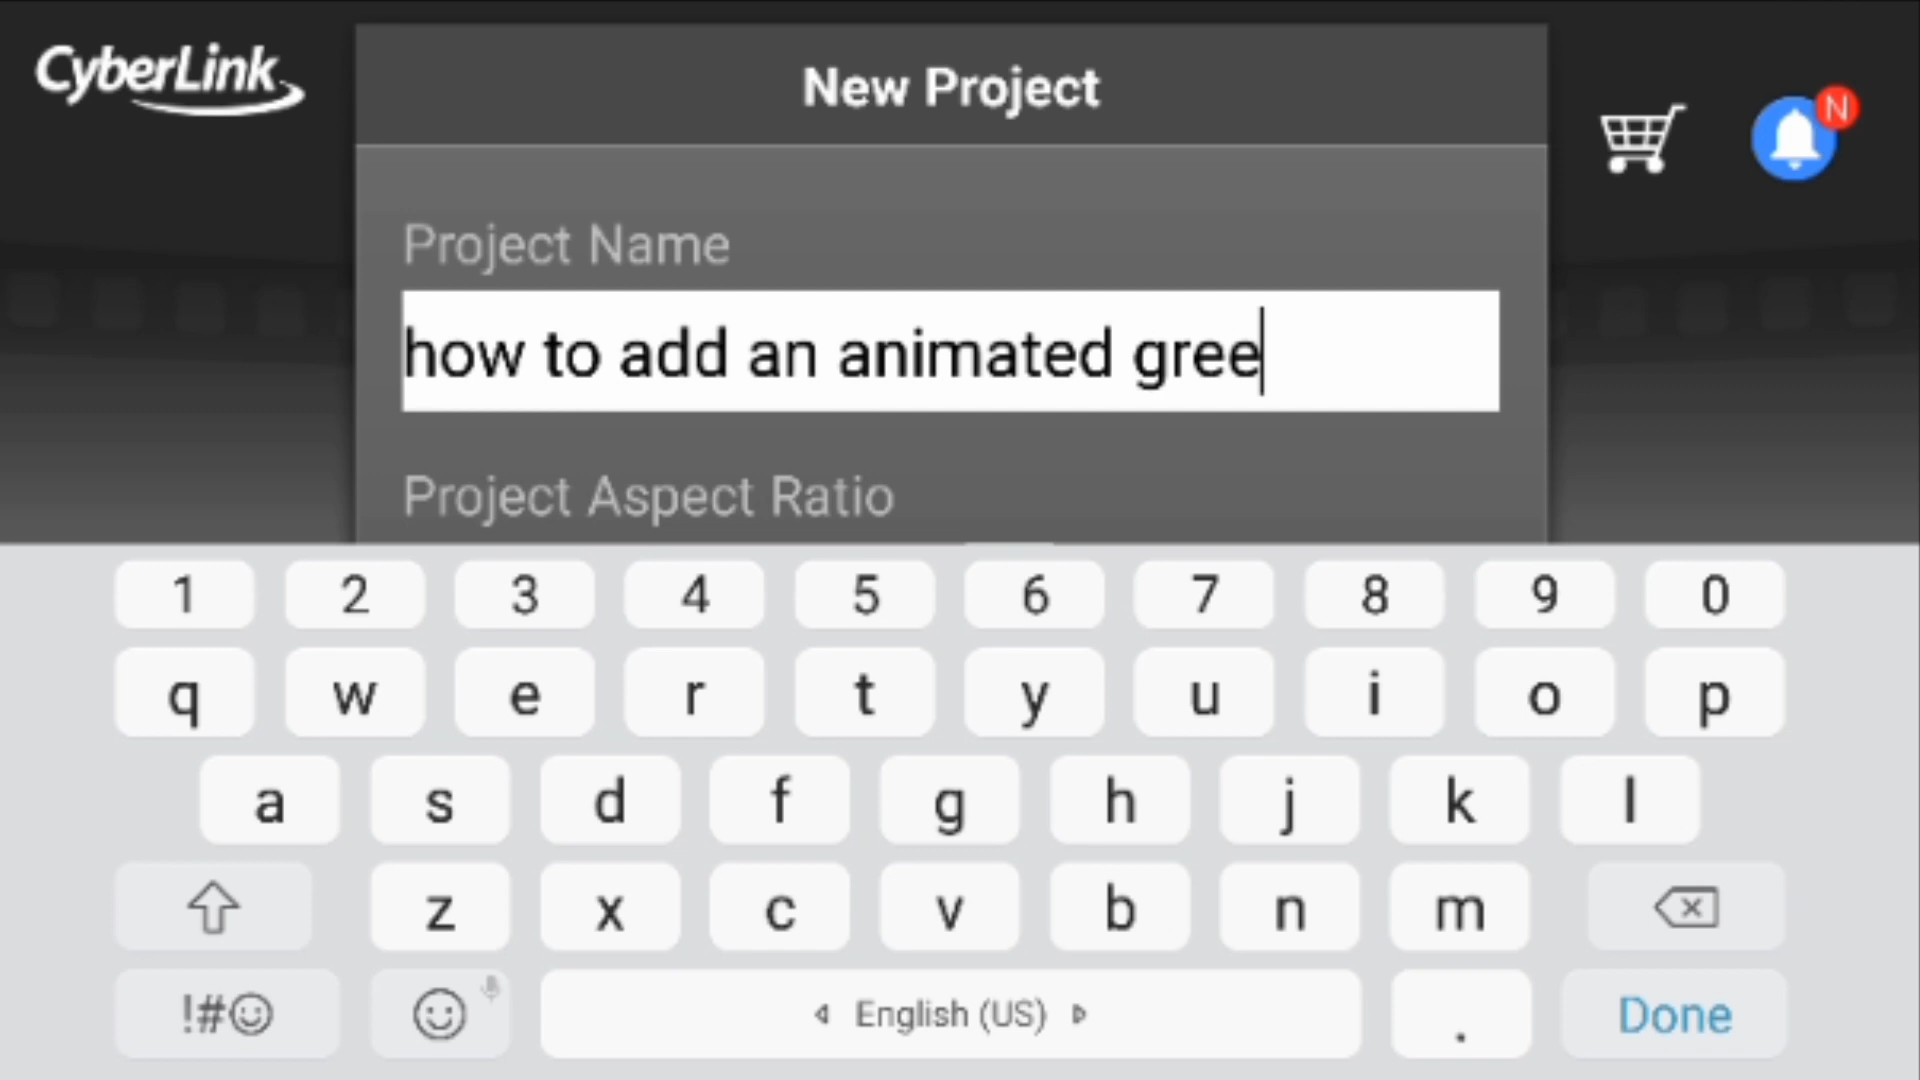 CyberLink
New Project
N
Project Name
how to add an animated gree
Project Aspect Ratio
1 2 3 4 5 6 7 8 9 0
q w e r t y u i o p
a s d f g h j k l
z x c v b n m
!#☺ English (US) . Done